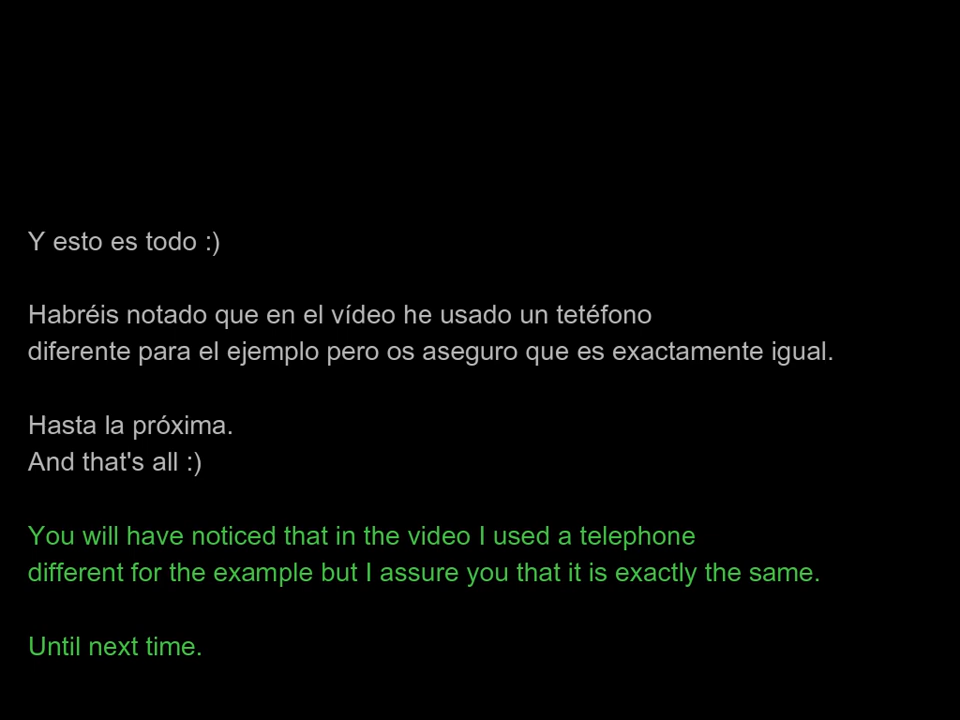 Y esto es todo :)
Habréis notado que en el vídeo he usado un tetéfono
diferente para el ejemplo pero os aseguro que es exactamente igual.
Hasta la próxima.
And that's all :)
You will have noticed that in the video I used a telephone
different for the example but I assure you that it is exactly the same.
Until next time.